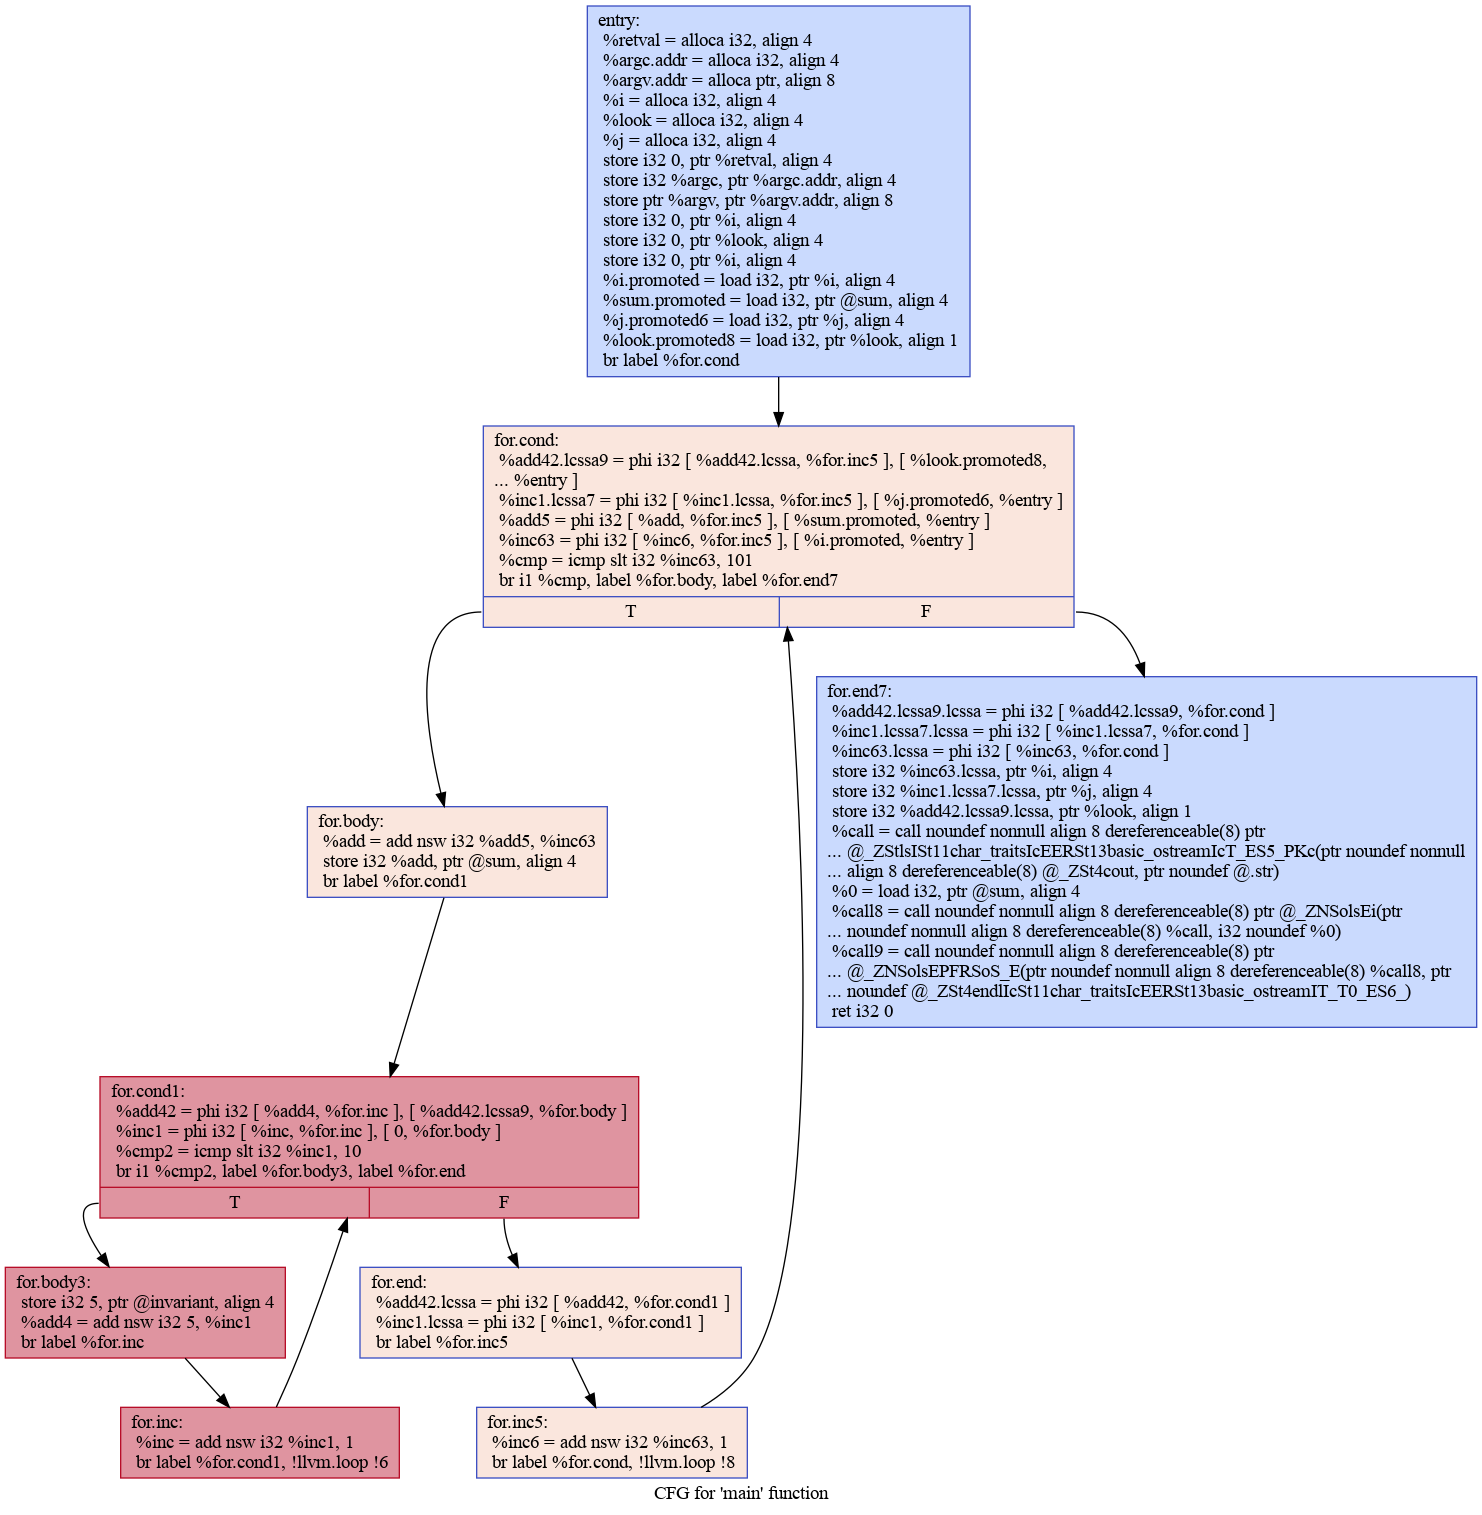 entry:
%retval = alloca i32, align 4
%argc.addr = alloca i32, align 4
%argv.addr = alloca ptr, align 8
%i = alloca i32, align 4
%look = alloca i32, align 4
%j = alloca i32, align 4
store i32 0, ptr %retval, align 4
store i32 %argc, ptr %argc.addr, align 4
store ptr %argv, ptr %argv.addr, align 8
store i32 0, ptr %i, align 4
store i32 0, ptr %look, align 4
store i32 0, ptr %i, align 4
%i.promoted = load i32, ptr %i, align 4
%sum.promoted = load i32, ptr @sum, align 4
%j.promoted6 = load i32, ptr %j, align 4
%look.promoted8 = load i32, ptr %look, align 1
br label %for.cond
for.cond:
%add42.lcssa9 = phi i32 [ %add42.lcssa, %for.inc5 ], [ %look.promoted8,
... %entry ]
%inc1.lcssa7 = phi i32 [ %inc1.lcssa, %for.inc5 ], [ %j.promoted6, %entry ]
%add5 = phi i32 [ %add, %for.inc5 ], [ %sum.promoted, %entry ]
%inc63 = phi i32 [ %inc6, %for.inc5 ], [ %i.promoted, %entry ]
%cmp = icmp slt i32 %inc63, 101
br i1 %cmp, label %for.body, label %for.end7
T
F
for.end7:
%add42.lcssa9.lcssa = phi i32 [ %add42.lcssa9, %for.cond ]
%inc1.lcssa7.lcssa = phi i32 [ %inc1.lcssa7, %for.cond ]
%inc63.lcssa = phi i32 [ %inc63, %for.cond ]
store i32 %inc63.lcssa, ptr %i, align 4
store i32 %inc1.lcssa7.lcssa, ptr %j, align 4
store i32 %add42.lcssa9.lcssa, ptr %look, align 1
%call = call noundef nonnull align 8 dereferenceable(8) ptr
... @_ZStlsISt11char_traitsIcEERSt13basic_ostreamIcT_ES5_PKc(ptr noundef nonnull
... align 8 dereferenceable(8) @_ZSt4cout, ptr noundef @.str)
%0 = load i32, ptr @sum, align 4
%call8 = call noundef nonnull align 8 dereferenceable(8) ptr @_ZNSolsEi(ptr
... noundef nonnull align 8 dereferenceable(8) %call, i32 noundef %0)
%call9 = call noundef nonnull align 8 dereferenceable(8) ptr
... @_ZNSolsEPFRSoS_E(ptr noundef nonnull align 8 dereferenceable(8) %call8, ptr
... noundef @_ZSt4endlIcSt11char_traitsIcEERSt13basic_ostreamIT_T0_ES6_)
ret i32 0
for.body:
%add = add nsw i32 %add5, %inc63
store i32 %add, ptr @sum, align 4
br label %for.cond1
for.cond1:
%add42 = phi i32 [ %add4, %for.inc ], [ %add42.lcssa9, %for.body ]
%inc1 = phi i32 [ %inc, %for.inc ], [ 0, %for.body ]
%cmp2 = icmp slt i32 %inc1, 10
br i1 %cmp2, label %for.body3, label %for.end
T
F
for.body3:
store i32 5, ptr @invariant, align 4
%add4 = add nsw i32 5, %inc1
br label %for.inc
for.end:
%add42.lcssa = phi i32 [ %add42, %for.cond1 ]
%inc1.lcssa = phi i32 [ %inc1, %for.cond1 ]
br label %for.inc5
for.inc:
%inc = add nsw i32 %inc1, 1
br label %for.cond1, !llvm.loop !6
for.inc5:
%inc6 = add nsw i32 %inc63, 1
br label %for.cond, !llvm.loop !8
CFG for 'main' function